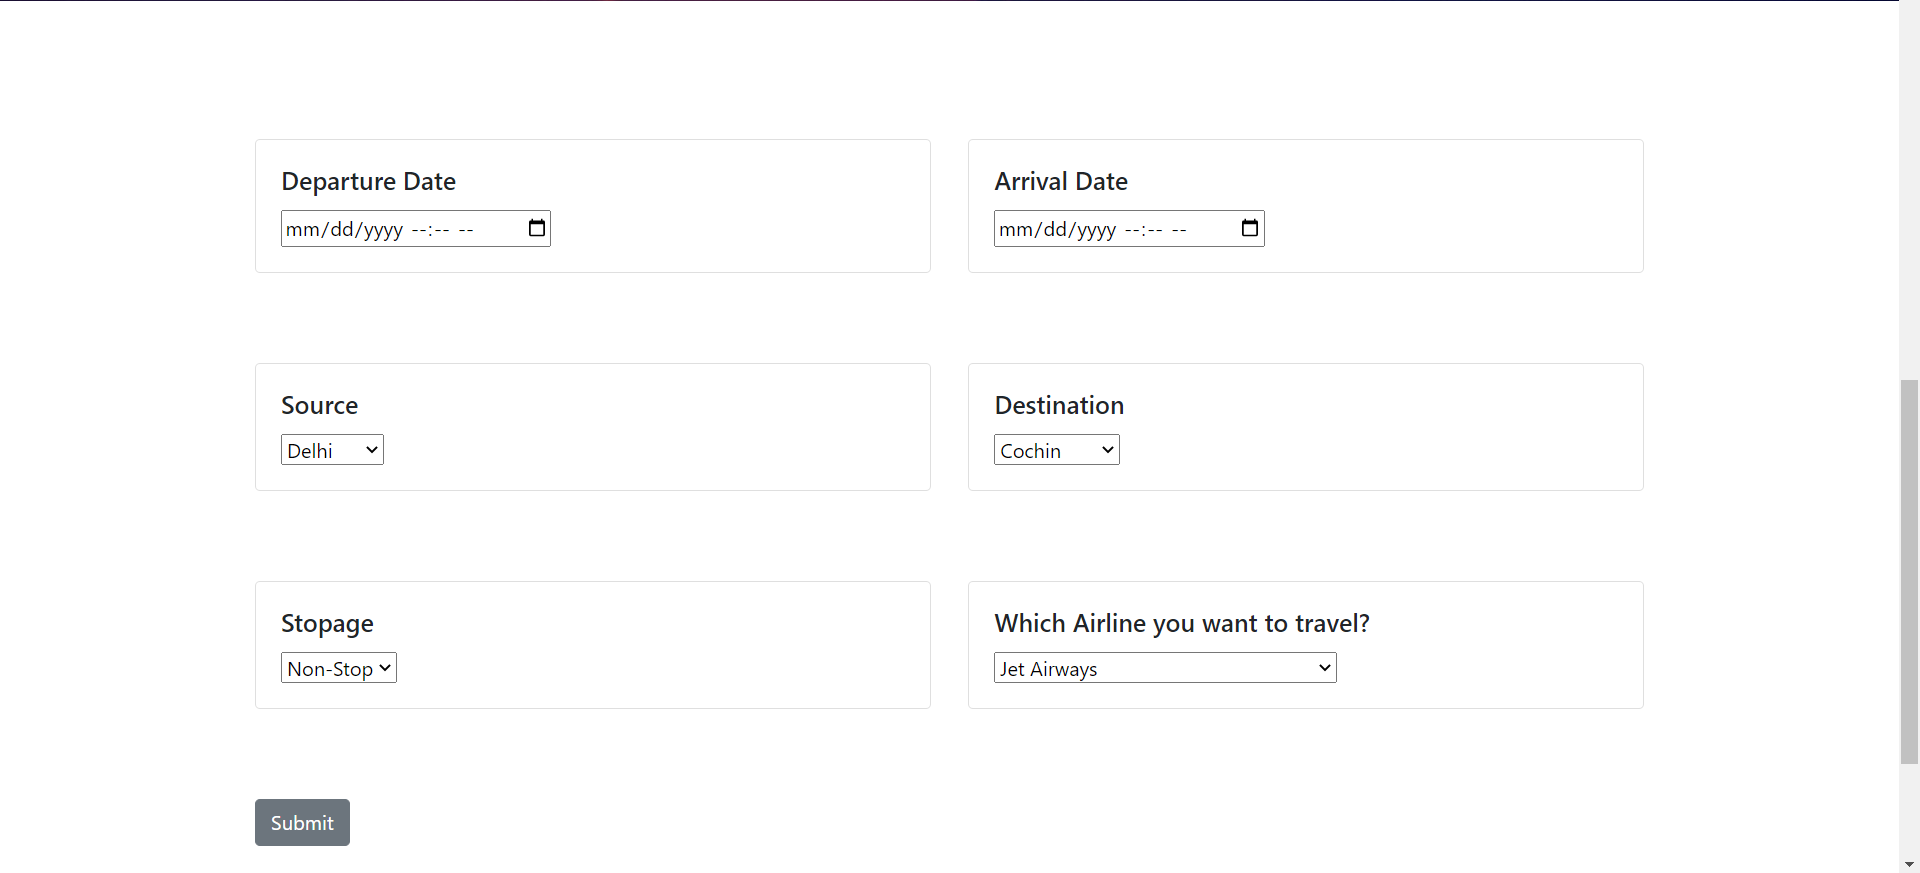 Departure Date
mm/dd/yyyy --:-- --
Arrival Date
mm/dd/yyyy --:-- --
Source
Delhi
Destination
Cochin
Stopage
Non-Stop
Which Airline you want to travel?
Jet Airways
Submit